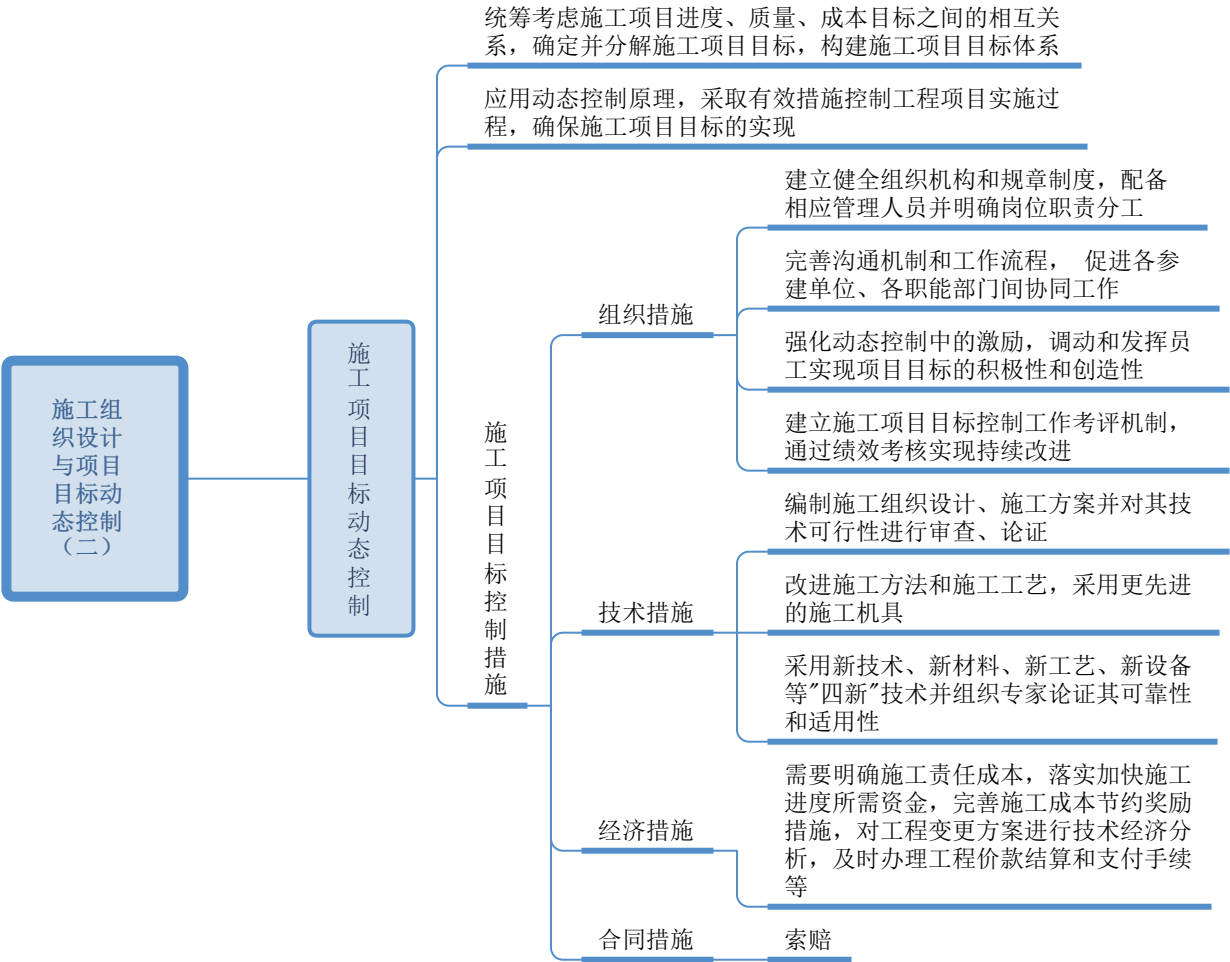 统筹考虑施工项目进度、质量、成本目标之间的相互关
系，确定并分解施工项目目标，构建施工项目目标体系
应用动态控制原理，采取有效措施控制工程项目实施过
程，确保施工项目目标的实现
建立健全组织机构和规章制度，配备
相应管理人员并明确岗位职责分工
完善沟通机制和工作流程， 促进各参
建单位、各职能部门间协同工作
组织措施
强化动态控制中的激励，调动和发挥员
工实现项目目标的积极性和创造性
建立施工项目目标控制工作考评机制，
通过绩效考核实现持续改进
施工组
织设计
与项目
目标动
态控制
（二）
施工项目目标动态控制
施工项目目标控制措施
编制施工组织设计、施工方案并对其技
术可行性进行审查、论证
技术措施
改进施工方法和施工工艺，采用更先进
的施工机具
采用新技术、新材料、新工艺、新设备
等"四新"技术并组织专家论证其可靠性
和适用性
经济措施
需要明确施工责任成本，落实加快施工
进度所需资金，完善施工成本节约奖励
措施，对工程变更方案进行技术经济分
析，及时办理工程价款结算和支付手续
等
合同措施
索赔